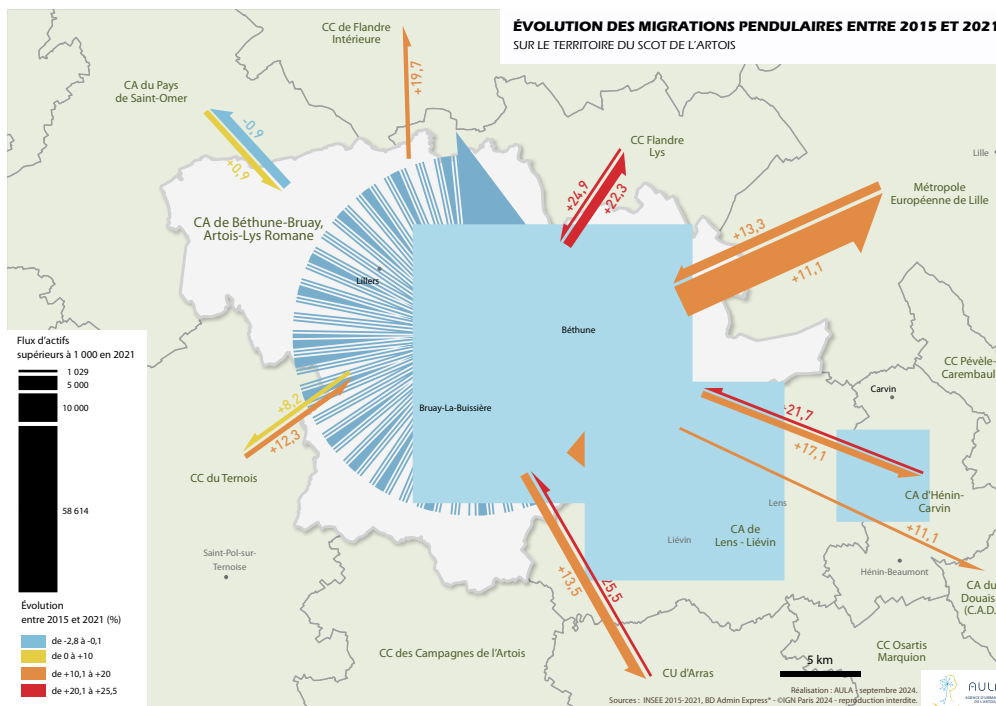 ÉVOLUTION DES MIGRATIONS PENDULAIRES ENTRE 2015 ET 2021
SUR LE TERRITOIRE DU SCOT DE L'ARTOIS
CC de Flandre
Intérieure
+19,7
CA du Pays
de Saint-Omer
-0,9
+0,9
CC Flandre
Lys
+24,9
+22,3
Lille
Métropole
Européenne de Lille
+13,3
+11,1
CA de Béthune-Bruay,
Artois-Lys Romane
Lillers
Béthune
Flux d'actifs
supérieurs à 1 000 en 2021
1 029
5 000
10 000
58 614
CC Pévèle-
Carembaul
Carvin
Bruay-La-Buissière
+8,2
+12,3
21,7
+17,1
CC du Ternois
CA d'Hénin-
Carvin
Lens
CA de
Lens - Liévin
Liévin
+11,1
Saint-Pol-sur-
Ternoise
Hénin-Beaumont
CA du
Douais
(C.A.D.
25,5
+13,5
Évolution
entre 2015 et 2021 (%)
de -2,8 à -0,1
de 0 à +10
de +10,1 à +20
de +20,1 à +25,5
CC des Campagnes de l'Artois
CC Osartis
Marquion
CU d'Arras
5 km
Réalisation : AULA - septembre 2024.
Sources : INSEE 2015-2021, BD Admin Express® - ©IGN Paris 2024 - reproduction interdite.
AULA
AGENCE D'URBAN
DE L'ARTOIS